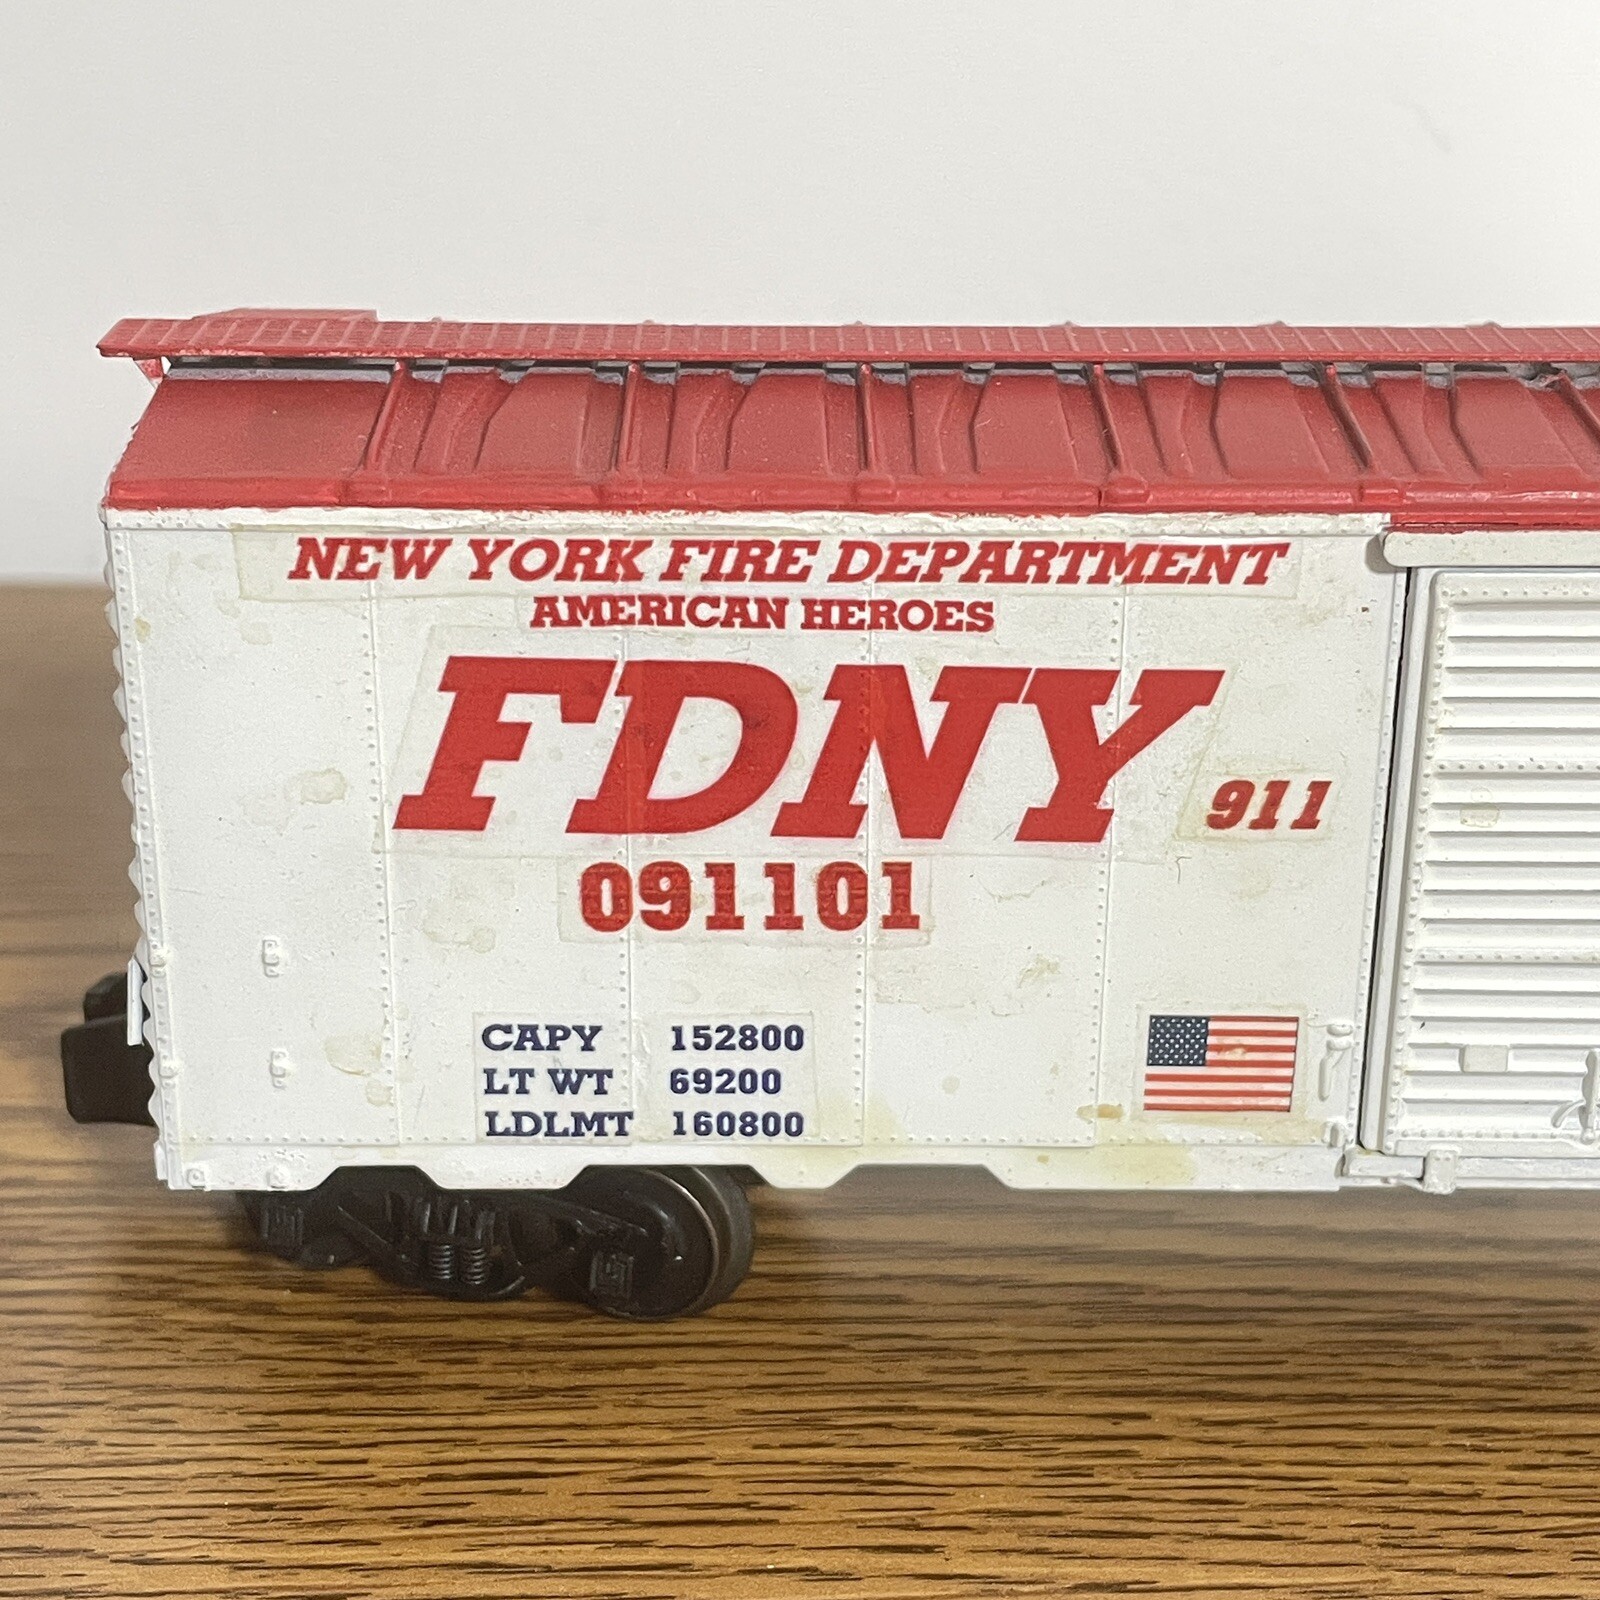 NEW YORK FIRE DEPARTMENT
AMERICAN HEROES
FDNY
911
091101
CAPY 152800
LT WT 69200
LDLMT 160800